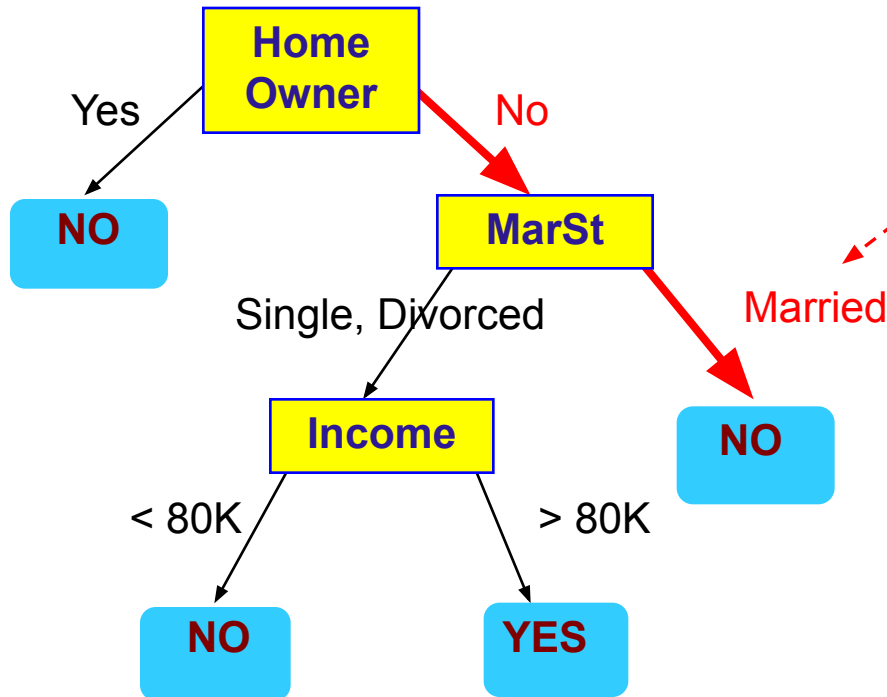 Home
Owner
Yes
No
NO
MarSt
Single, Divorced
Married
Income
NO
< 80K
> 80K
NO
YES